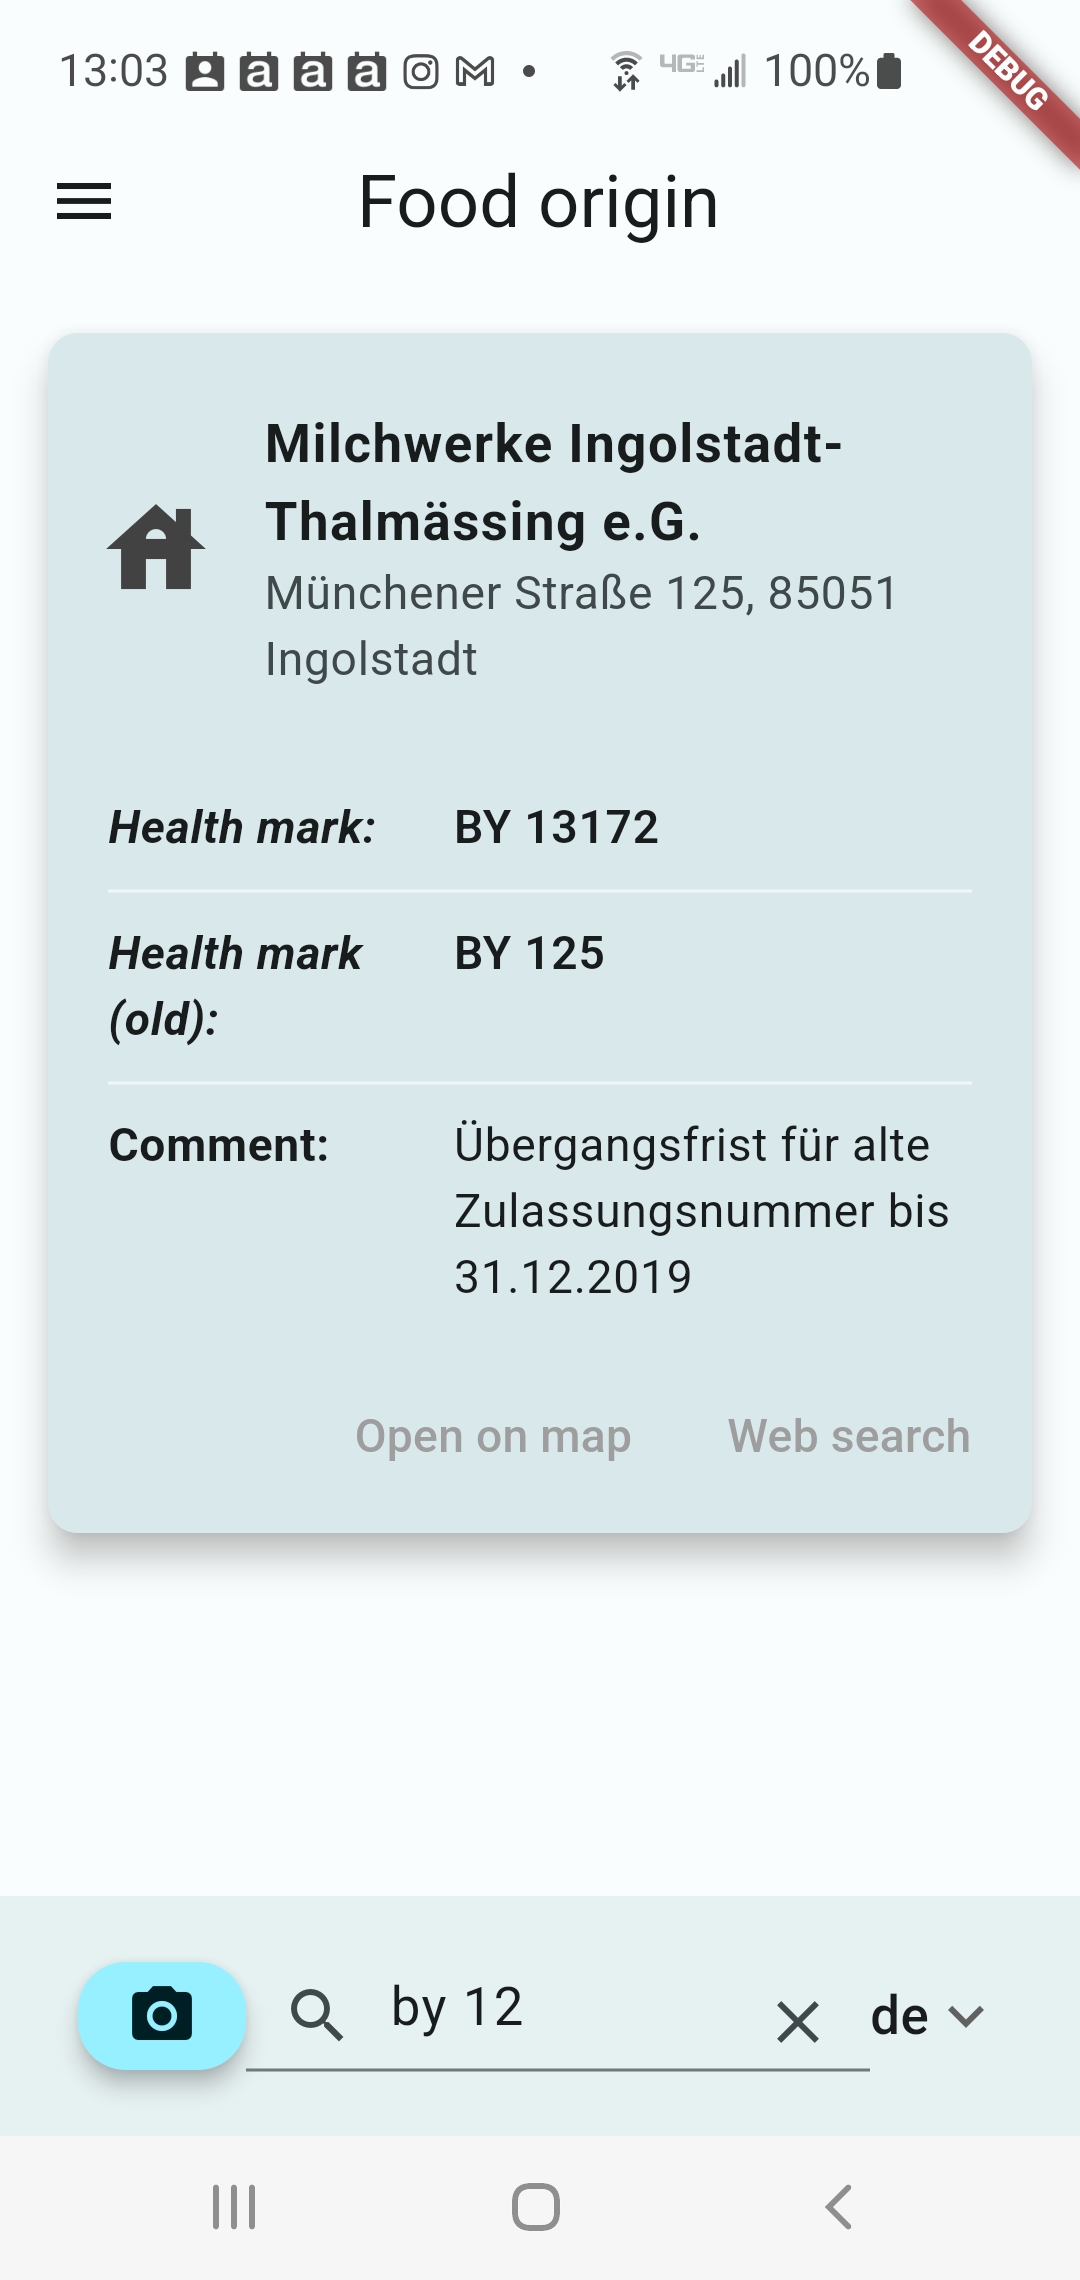 13:03 a a a 4G LTE 100%
DEBUG
Food origin
Milchwerke Ingolstadt-
Thalmässing e.G.
Münchener Straße 125, 85051
Ingolstadt
Health mark: BY 13172
Health mark BY 125
(old):
Comment: Übergangsfrist für alte
Zulassungsnummer bis
31.12.2019
Open on map Web search
by 12 de